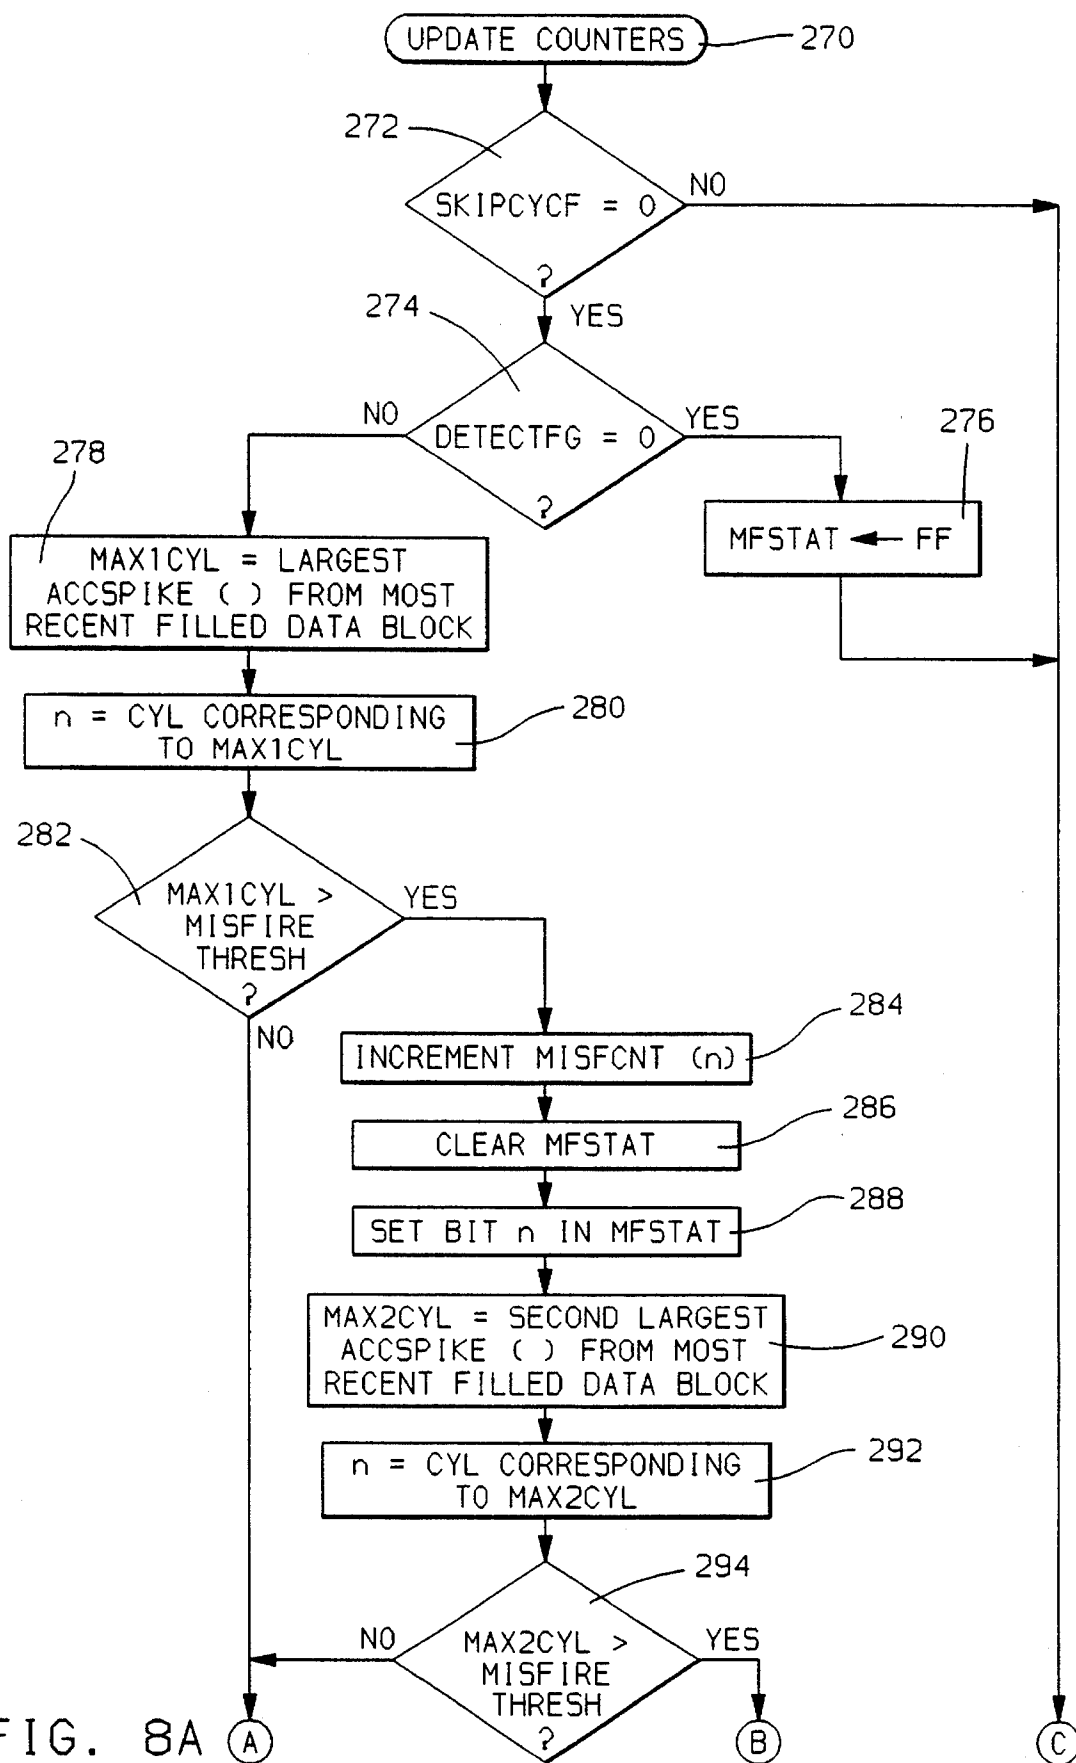 UPDATE COUNTERS
270
272
SKIPCYCF = 0
?
NO
YES
274
DETECTFG = 0
?
NO
YES
276
MFSTAT ← FF
278
MAX1CYL = LARGEST
ACCSPIKE ( ) FROM MOST
RECENT FILLED DATA BLOCK
n = CYL CORRESPONDING
TO MAX1CYL
280
282
MAX1CYL >
MISFIRE
THRESH
?
YES
NO
INCREMENT MISFCNT (n)
284
CLEAR MFSTAT
286
SET BIT n IN MFSTAT
288
MAX2CYL = SECOND LARGEST
ACCSPIKE ( ) FROM MOST
RECENT FILLED DATA BLOCK
290
n = CYL CORRESPONDING
TO MAX2CYL
292
294
MAX2CYL >
MISFIRE
THRESH
?
NO
YES
FIG. 8A
A
B
C